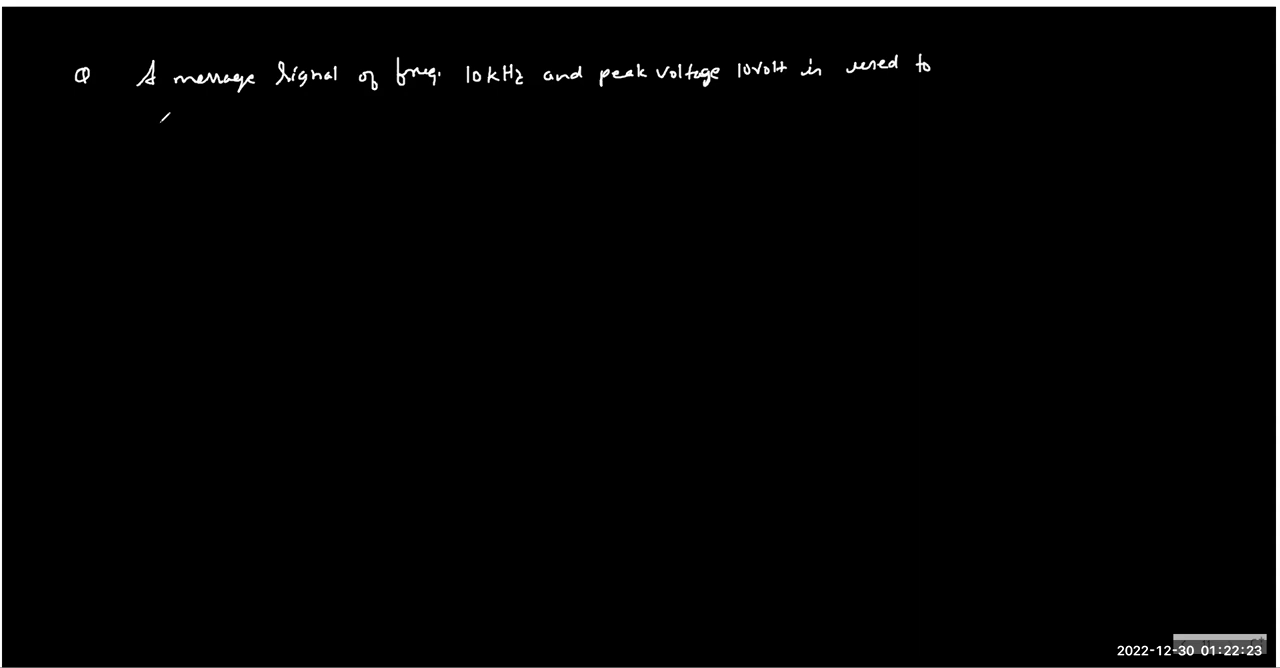 Q A message signal of freq. 10kHz and peak voltage 10volt is used to
2022-12-30 01:22:23